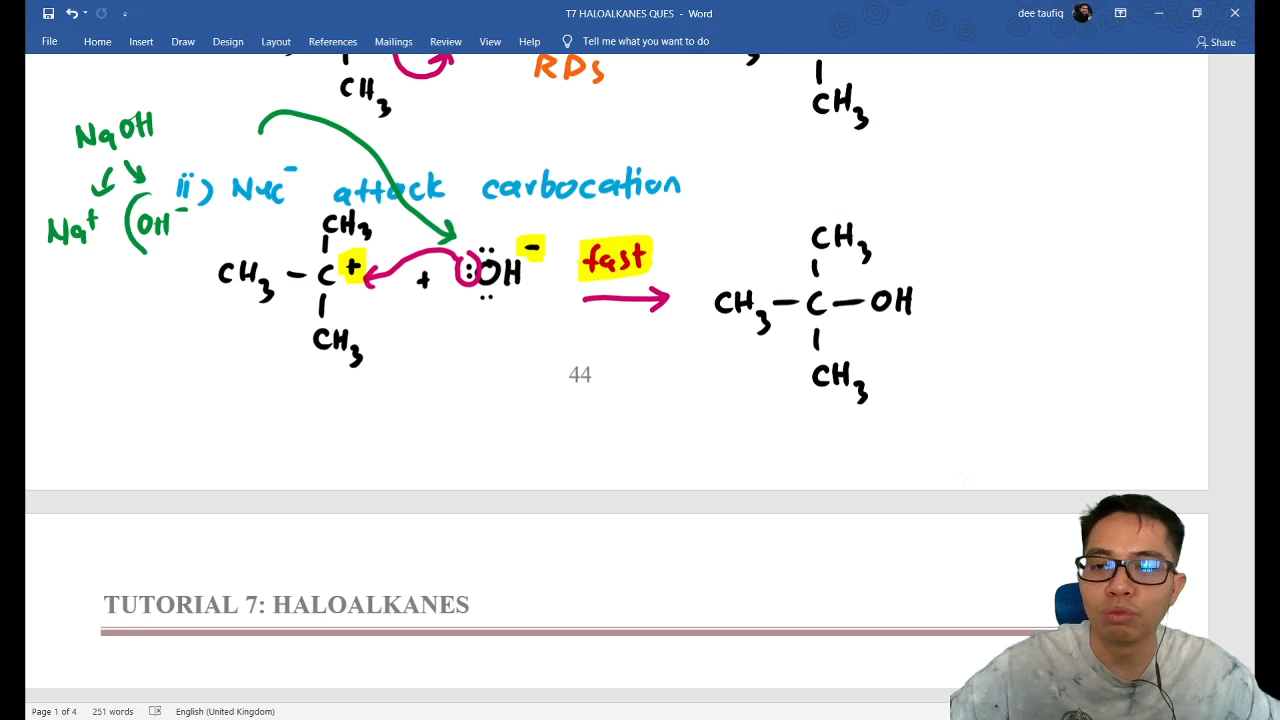 T7 HALOALKANES QUES - Word
dee taufiq
File Home Insert Draw Design Layout References Mailings Review View Help Tell me what you want to do Share
RDs
CH3
CH3
NaOH
Na+ (OH-
ii) Nuc- attack carbocation
CH3
CH3 - C+ + :ÖH- fast
CH3
CH3
CH3 - C - OH
CH3
44
TUTORIAL 7: HALOALKANES
Page 1 of 4 251 words English (United Kingdom)